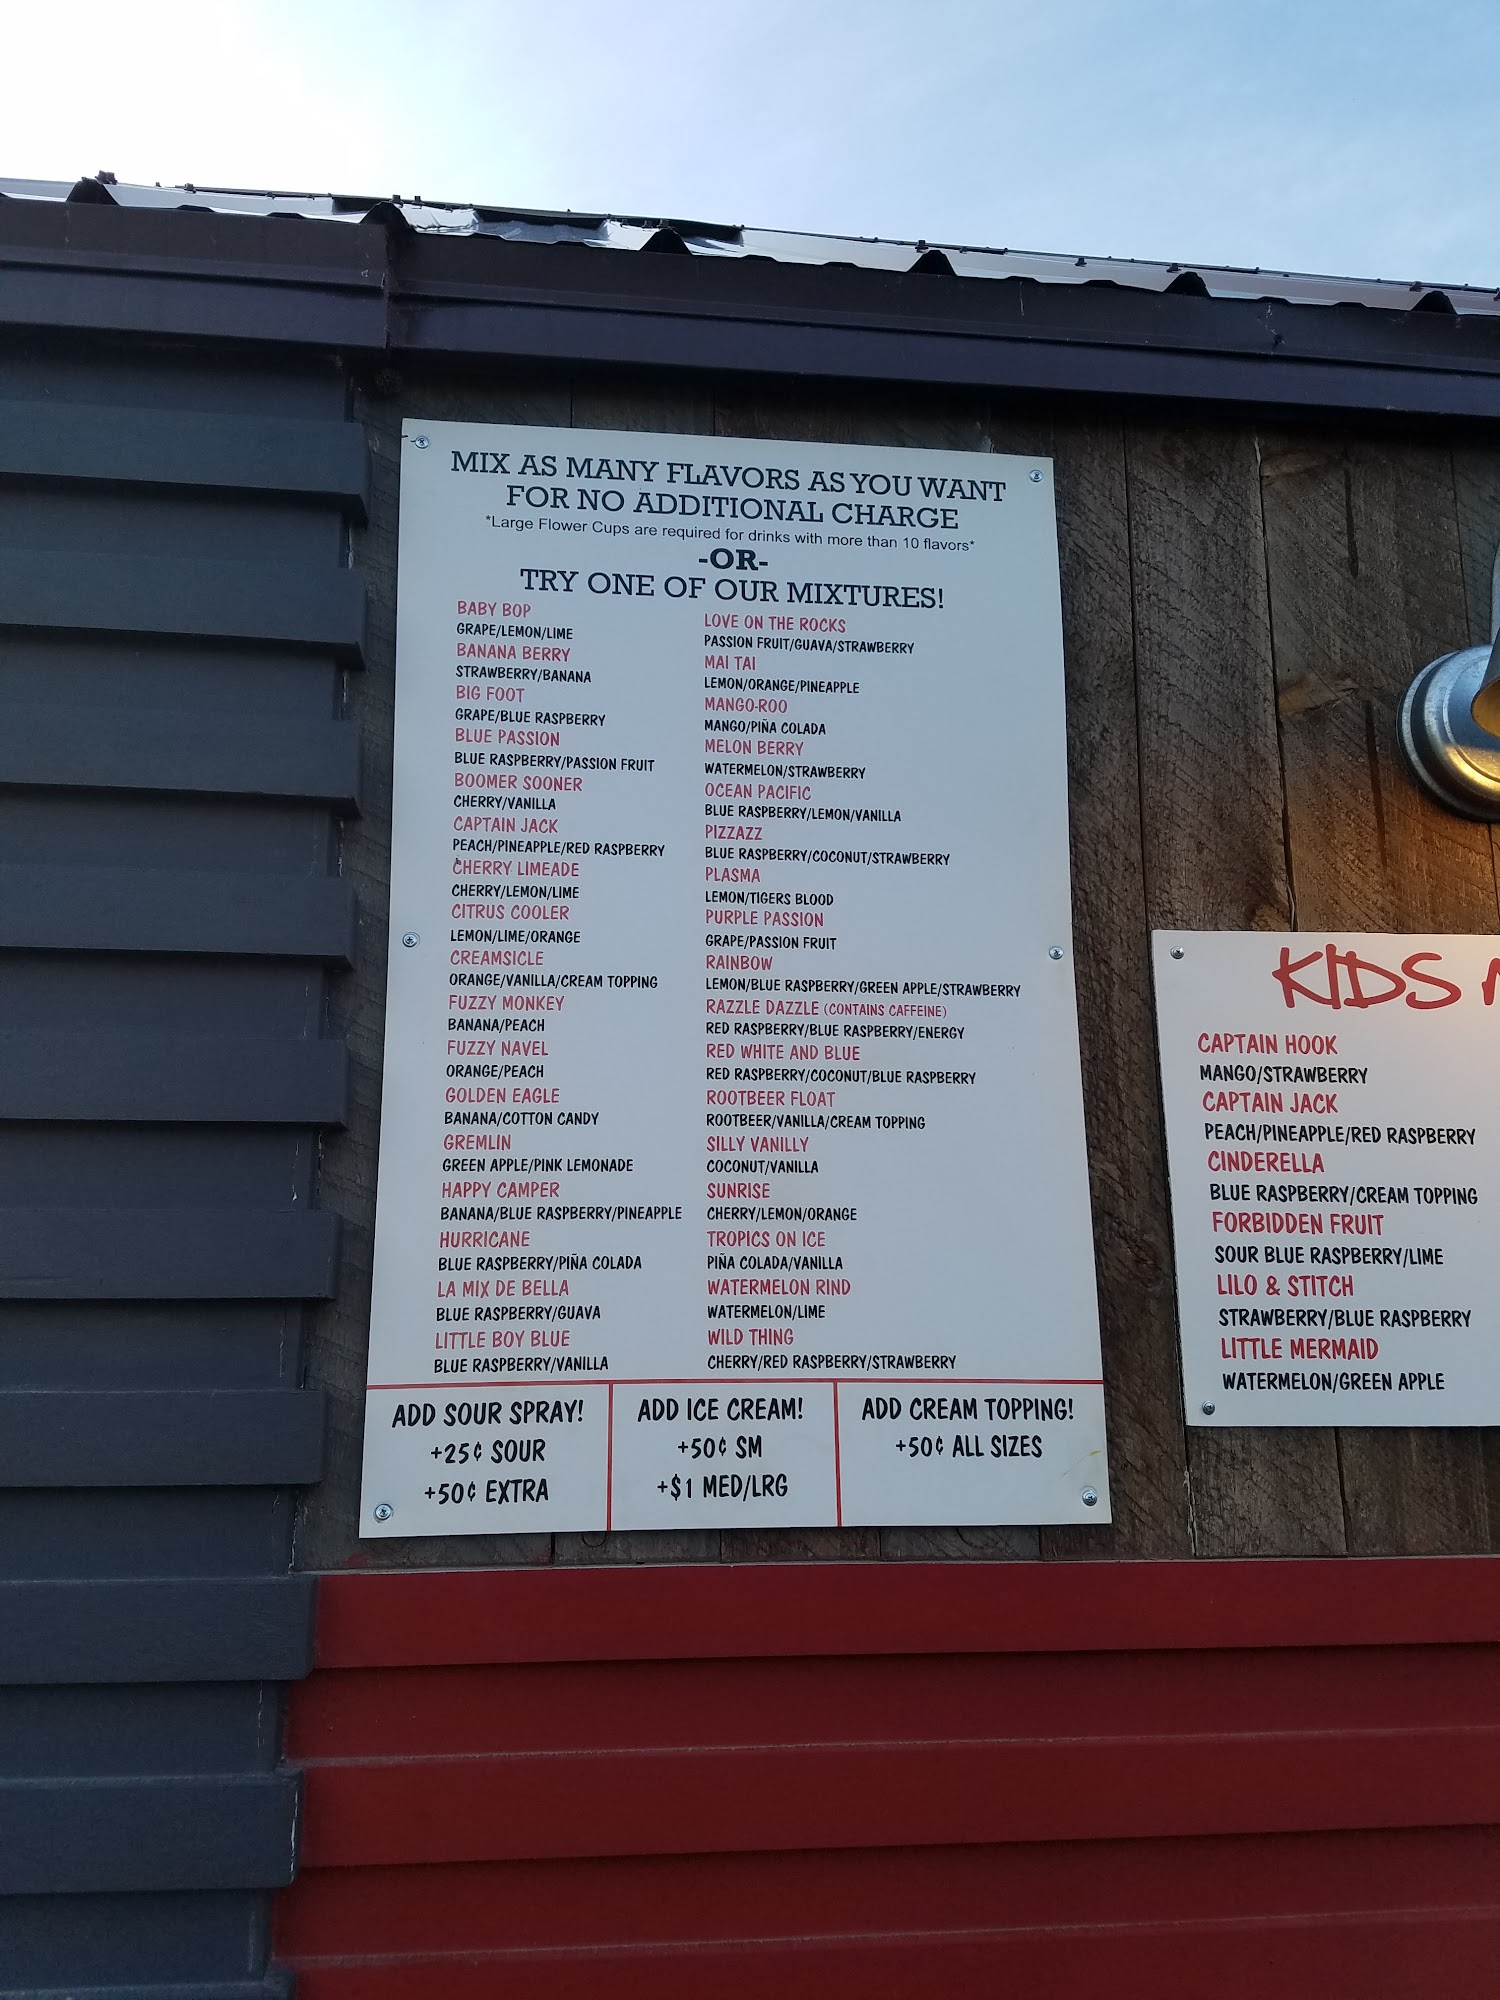 MIX AS MANY FLAVORS AS YOU WANT
FOR NO ADDITIONAL CHARGE
*Large Flower Cups are required for drinks with more than 10 flavors*
-OR-
TRY ONE OF OUR MIXTURES!
BABY BOP
GRAPE/LEMON/LIME
BANANA BERRY
STRAWBERRY/BANANA
BIG FOOT
GRAPE/BLUE RASPBERRY
BLUE PASSION
BLUE RASPBERRY/PASSION FRUIT
BOOMER SOONER
CHERRY/VANILLA
CAPTAIN JACK
PEACH/PINEAPPLE/RED RASPBERRY
CHERRY LIMEADE
CHERRY/LEMON/LIME
CITRUS COOLER
LEMON/LIME/ORANGE
CREAMSICLE
ORANGE/VANILLA/CREAM TOPPING
FUZZY MONKEY
BANANA/PEACH
FUZZY NAVEL
ORANGE/PEACH
GOLDEN EAGLE
BANANA/COTTON CANDY
GREMLIN
GREEN APPLE/PINK LEMONADE
HAPPY CAMPER
BANANA/BLUE RASPBERRY/PINEAPPLE
HURRICANE
BLUE RASPBERRY/PIÑA COLADA
LA MIX DE BELLA
BLUE RASPBERRY/GUAVA
LITTLE BOY BLUE
BLUE RASPBERRY/VANILLA
LOVE ON THE ROCKS
PASSION FRUIT/GUAVA/STRAWBERRY
MAI TAI
LEMON/ORANGE/PINEAPPLE
MANGO-ROO
MANGO/PIÑA COLADA
MELON BERRY
WATERMELON/STRAWBERRY
OCEAN PACIFIC
BLUE RASPBERRY/LEMON/VANILLA
PIZZAZZ
BLUE RASPBERRY/COCONUT/STRAWBERRY
PLASMA
LEMON/TIGERS BLOOD
PURPLE PASSION
GRAPE/PASSION FRUIT
RAINBOW
LEMON/BLUE RASPBERRY/GREEN APPLE/STRAWBERRY
RAZZLE DAZZLE (CONTAINS CAFFEINE)
RED RASPBERRY/BLUE RASPBERRY/ENERGY
RED WHITE AND BLUE
RED RASPBERRY/COCONUT/BLUE RASPBERRY
ROOTBEER FLOAT
ROOTBEER/VANILLA/CREAM TOPPING
SILLY VANILLY
COCONUT/VANILLA
SUNRISE
CHERRY/LEMON/ORANGE
TROPICS ON ICE
PIÑA COLADA/VANILLA
WATERMELON RIND
WATERMELON/LIME
WILD THING
CHERRY/RED RASPBERRY/STRAWBERRY
ADD SOUR SPRAY!
+25¢ SOUR
+50¢ EXTRA
ADD ICE CREAM!
+50¢ SM
+$1 MED/LRG
ADD CREAM TOPPING!
+50¢ ALL SIZES
KIDS
CAPTAIN HOOK
MANGO/STRAWBERRY
CAPTAIN JACK
PEACH/PINEAPPLE/RED RASPBERRY
CINDERELLA
BLUE RASPBERRY/CREAM TOPPING
FORBIDDEN FRUIT
SOUR BLUE RASPBERRY/LIME
LILO & STITCH
STRAWBERRY/BLUE RASPBERRY
LITTLE MERMAID
WATERMELON/GREEN APPLE